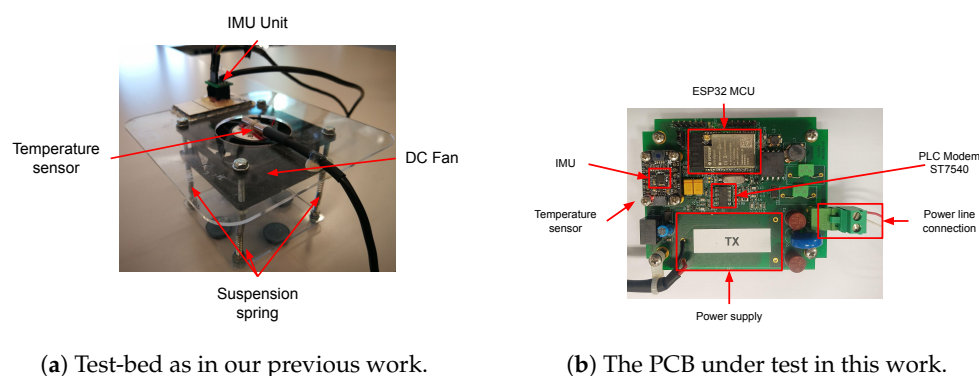 IMU Unit
Temperature
sensor
DC Fan
Suspension
spring
(a) Test-bed as in our previous work.
ESP32 MCU
IMU
PLC Modem
ST7540
Temperature
sensor
Power line
connection
TX
Power supply
(b) The PCB under test in this work.